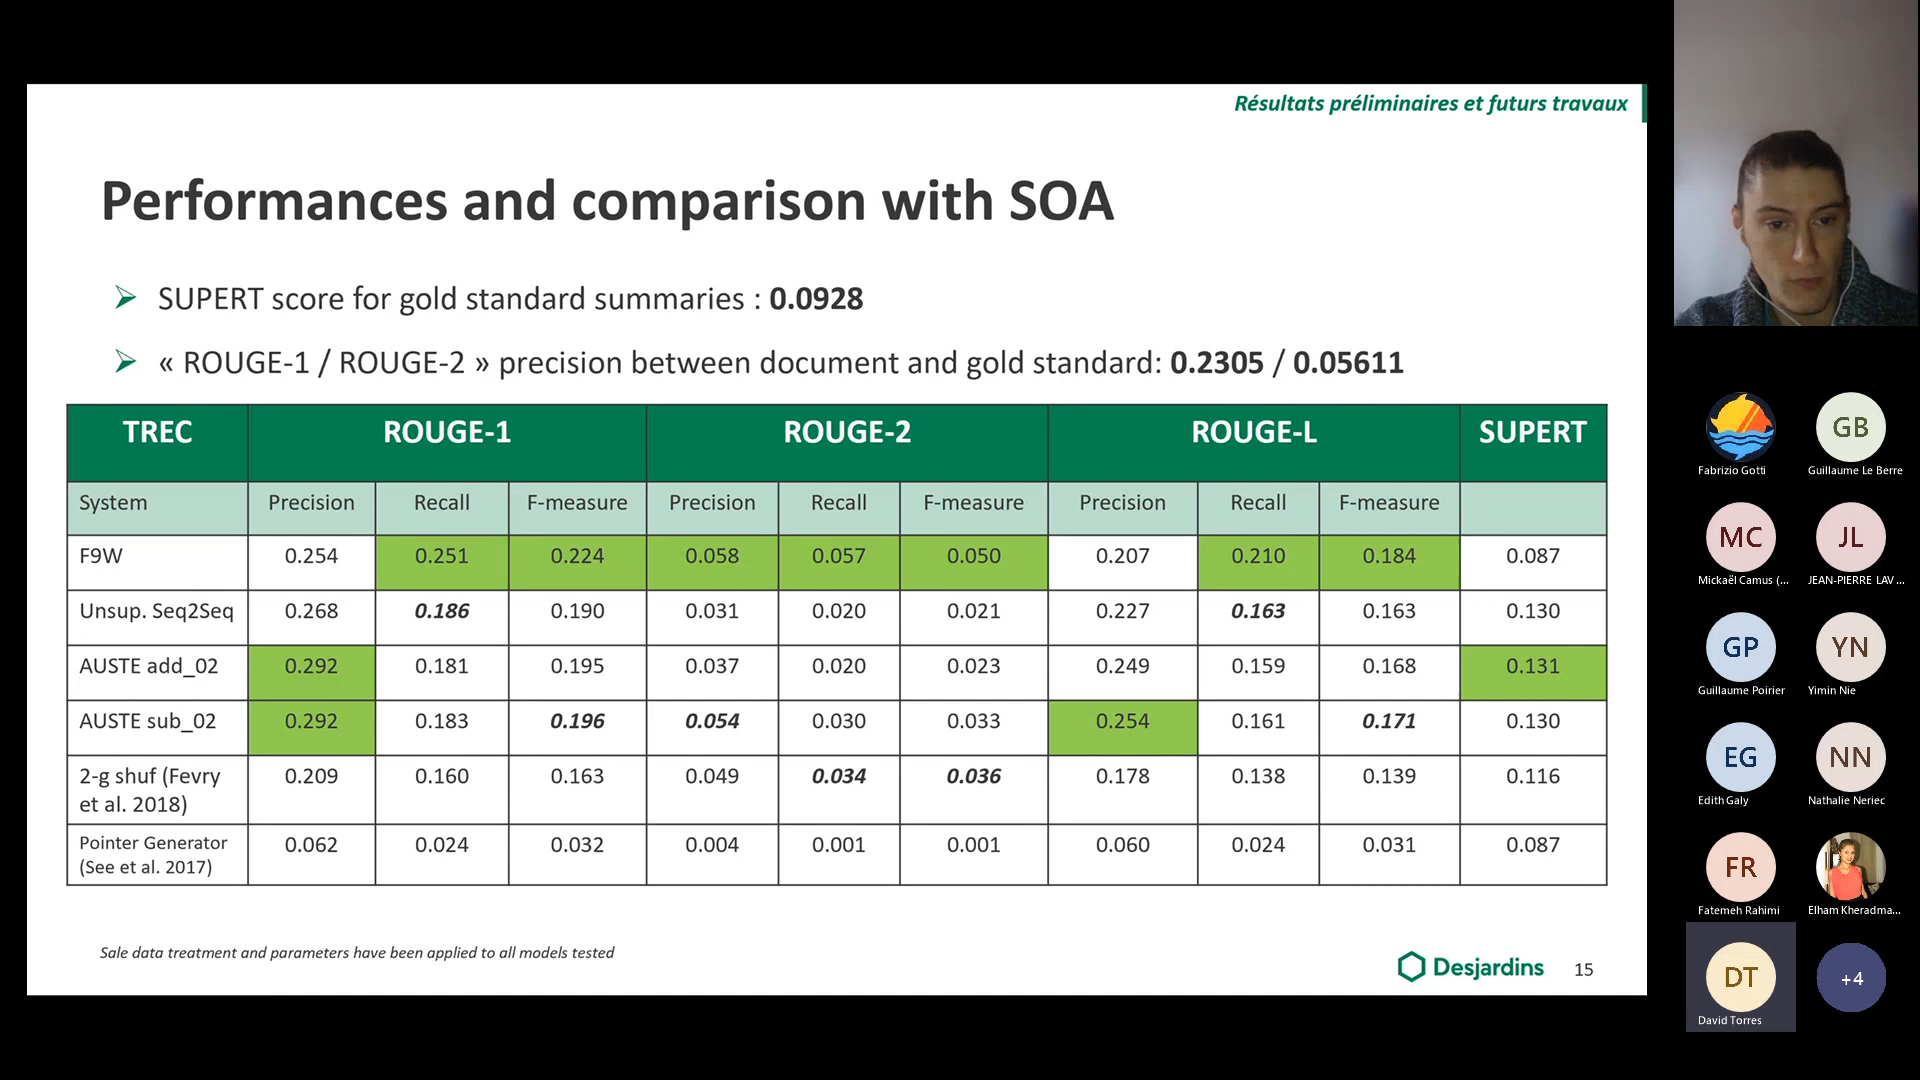 Résultats préliminaires et futurs travaux
Performances and comparison with SOA
SUPERT score for gold standard summaries : 0.0928
« ROUGE-1 / ROUGE-2 » precision between document and gold standard: 0.2305 / 0.05611
TREC ROUGE-1 ROUGE-2 ROUGE-L SUPERT
System Precision Recall F-measure Precision Recall F-measure Precision Recall F-measure
F9W 0.254 0.251 0.224 0.058 0.057 0.050 0.207 0.210 0.184 0.087
Unsup. Seq2Seq 0.268 0.186 0.190 0.031 0.020 0.021 0.227 0.163 0.163 0.130
AUSTE add_02 0.292 0.181 0.195 0.037 0.020 0.023 0.249 0.159 0.168 0.131
AUSTE sub_02 0.292 0.183 0.196 0.054 0.030 0.033 0.254 0.161 0.171 0.130
2-g shuf (Fevry
et al. 2018) 0.209 0.160 0.163 0.049 0.034 0.036 0.178 0.138 0.139 0.116
Pointer Generator
(See et al. 2017) 0.062 0.024 0.032 0.004 0.001 0.001 0.060 0.024 0.031 0.087
Sale data treatment and parameters have been applied to all models tested
Desjardins 15
Fabrizio Gotti
GB
Guillaume Le Berre
MC
Mickaël Camus (...
JL
JEAN-PIERRE LAV ...
GP
Guillaume Poirier
YN
Yimin Nie
EG
Edith Galy
NN
Nathalie Neriec
FR
Fatemeh Rahimi
Elham Kheradma...
DT
David Torres
+4